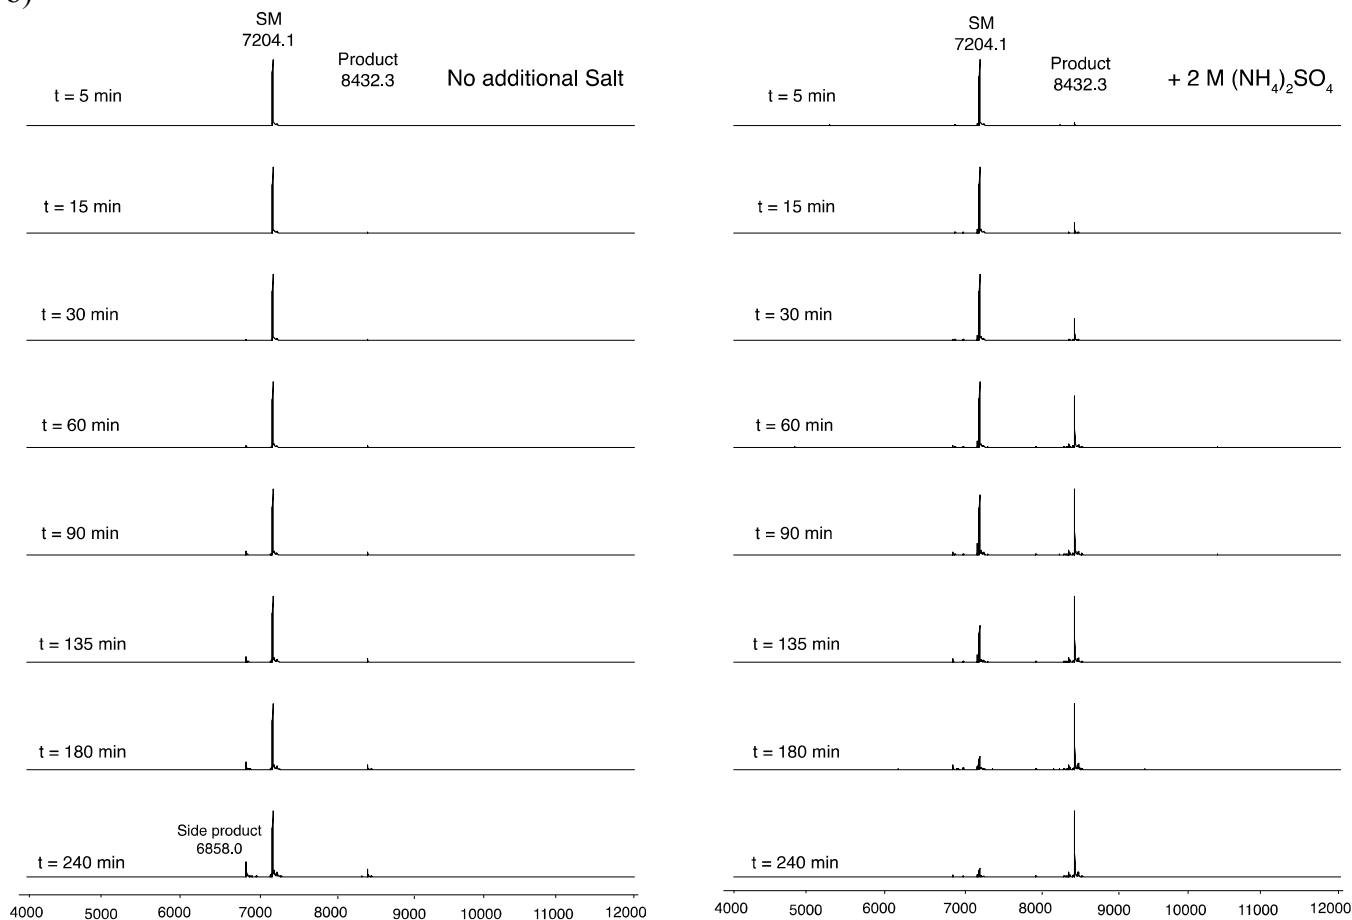 SM
7204.1
Product
8432.3
No additional Salt
t = 5 min
t = 15 min
t = 30 min
t = 60 min
t = 90 min
t = 135 min
t = 180 min
Side product
6858.0
t = 240 min
4000 5000 6000 7000 8000 9000 10000 11000 12000
SM
7204.1
Product
8432.3
+ 2 M (NH₄)₂SO₄
t = 5 min
t = 15 min
t = 30 min
t = 60 min
t = 90 min
t = 135 min
t = 180 min
t = 240 min
4000 5000 6000 7000 8000 9000 10000 11000 12000